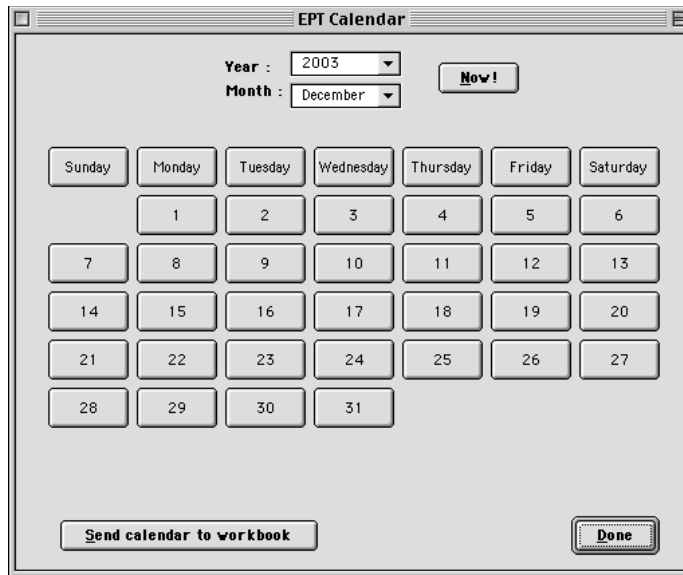 EPT Calendar
Year : 2003
Now!
Month : December
Sunday Monday Tuesday Wednesday Thursday Friday Saturday
1 2 3 4 5 6
7 8 9 10 11 12 13
14 15 16 17 18 19 20
21 22 23 24 25 26 27
28 29 30 31
Send calendar to workbook Done